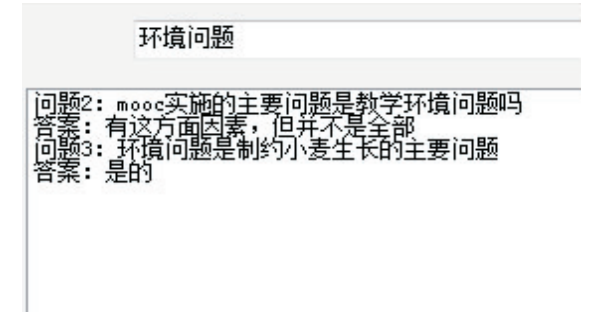 环境问题
问题2: mooc实施的主要问题是教学环境问题吗
答案: 有这方面因素，但并不是全部
问题3: 环境问题是制约小麦生长的主要问题
答案: 是的